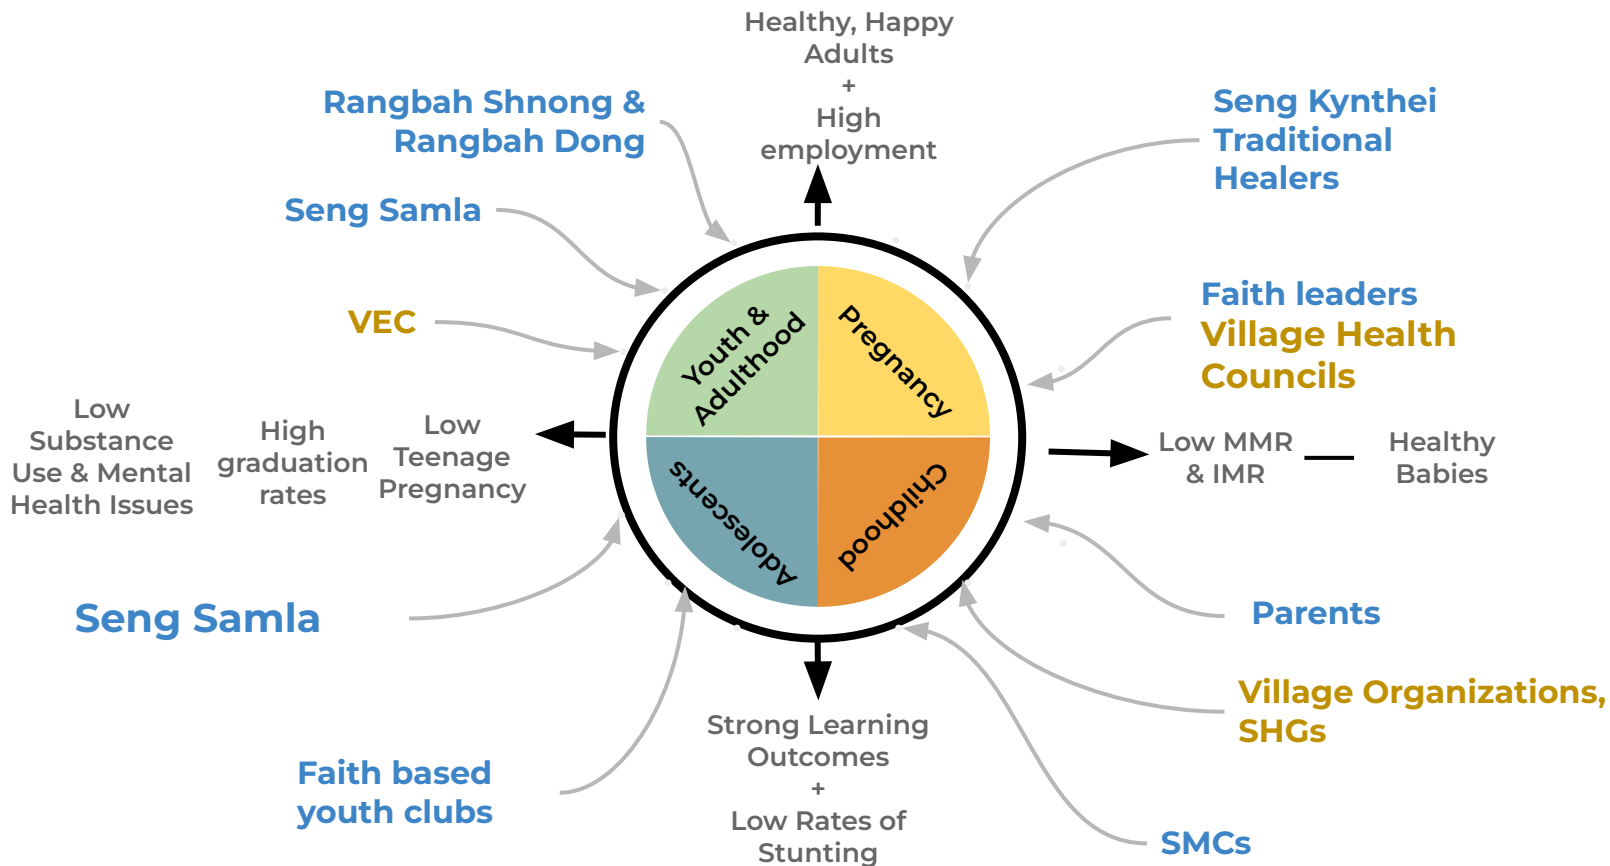 Healthy, Happy
Adults
+
High
employment
Rangbah Shnong &
Rangbah Dong
Seng Samla
VEC
Seng Kynthei
Traditional
Healers
Faith leaders
Village Health
Councils
Youth &
Adulthood
Pregnancy
Adolescents
Childhood
Low
Substance
Use & Mental
Health Issues
High
graduation
rates
Low
Teenage
Pregnancy
Low MMR
& IMR
Healthy
Babies
Seng Samla
Faith based
youth clubs
Strong Learning
Outcomes
+
Low Rates of
Stunting
Parents
Village Organizations,
SHGs
SMCs